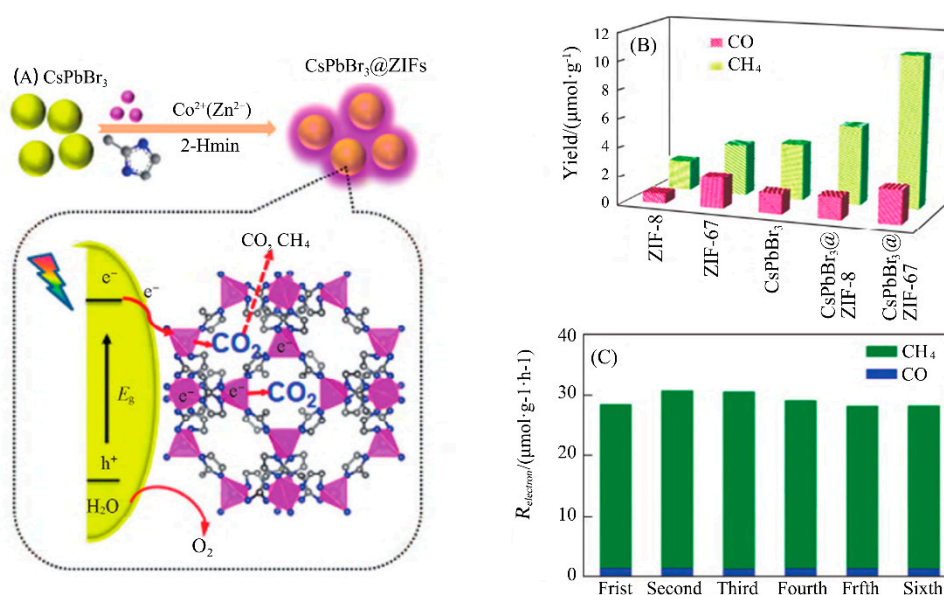 (A) CsPbBr₃
Co²⁺(Zn²⁻)
2-Hmin
CsPbBr₃@ZIFs
CO, CH₄
e⁻
e⁻
CO₂
e⁻
e⁻
e⁻
CO₂
Eg
h⁺
H₂O
O₂
(B)
CO
CH₄
Yield/(μmol·g⁻¹)
12
10
8
6
4
2
0
ZIF-8
ZIF-67
CsPbBr₃
CsPbBr₃@
ZIF-8
CsPbBr₃@
ZIF-67
(C)
CH₄
CO
Relectron/(μmol·g-1·h-1)
40
30
20
10
0
Frist Second Third Fourth Frfth Sixth